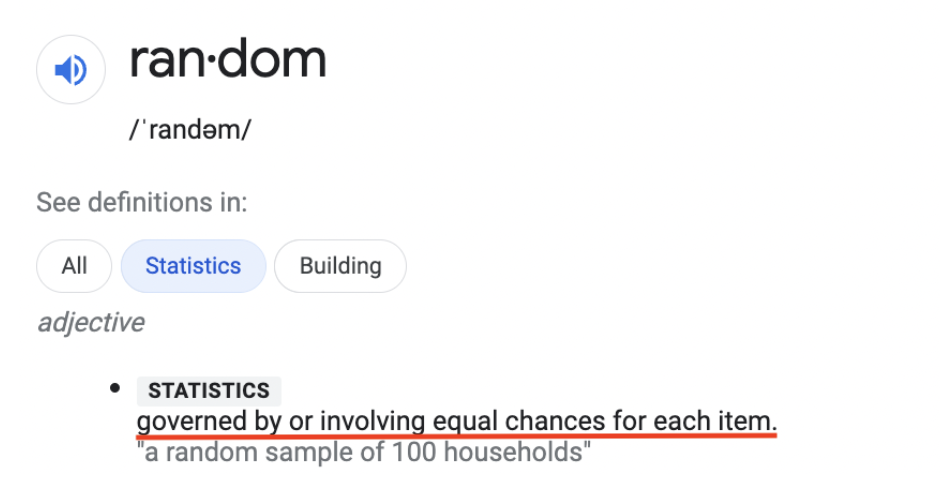 ran·dom
/ˈrandəm/
See definitions in:
All Statistics Building
adjective
• STATISTICS
governed by or involving equal chances for each item.
"a random sample of 100 households"